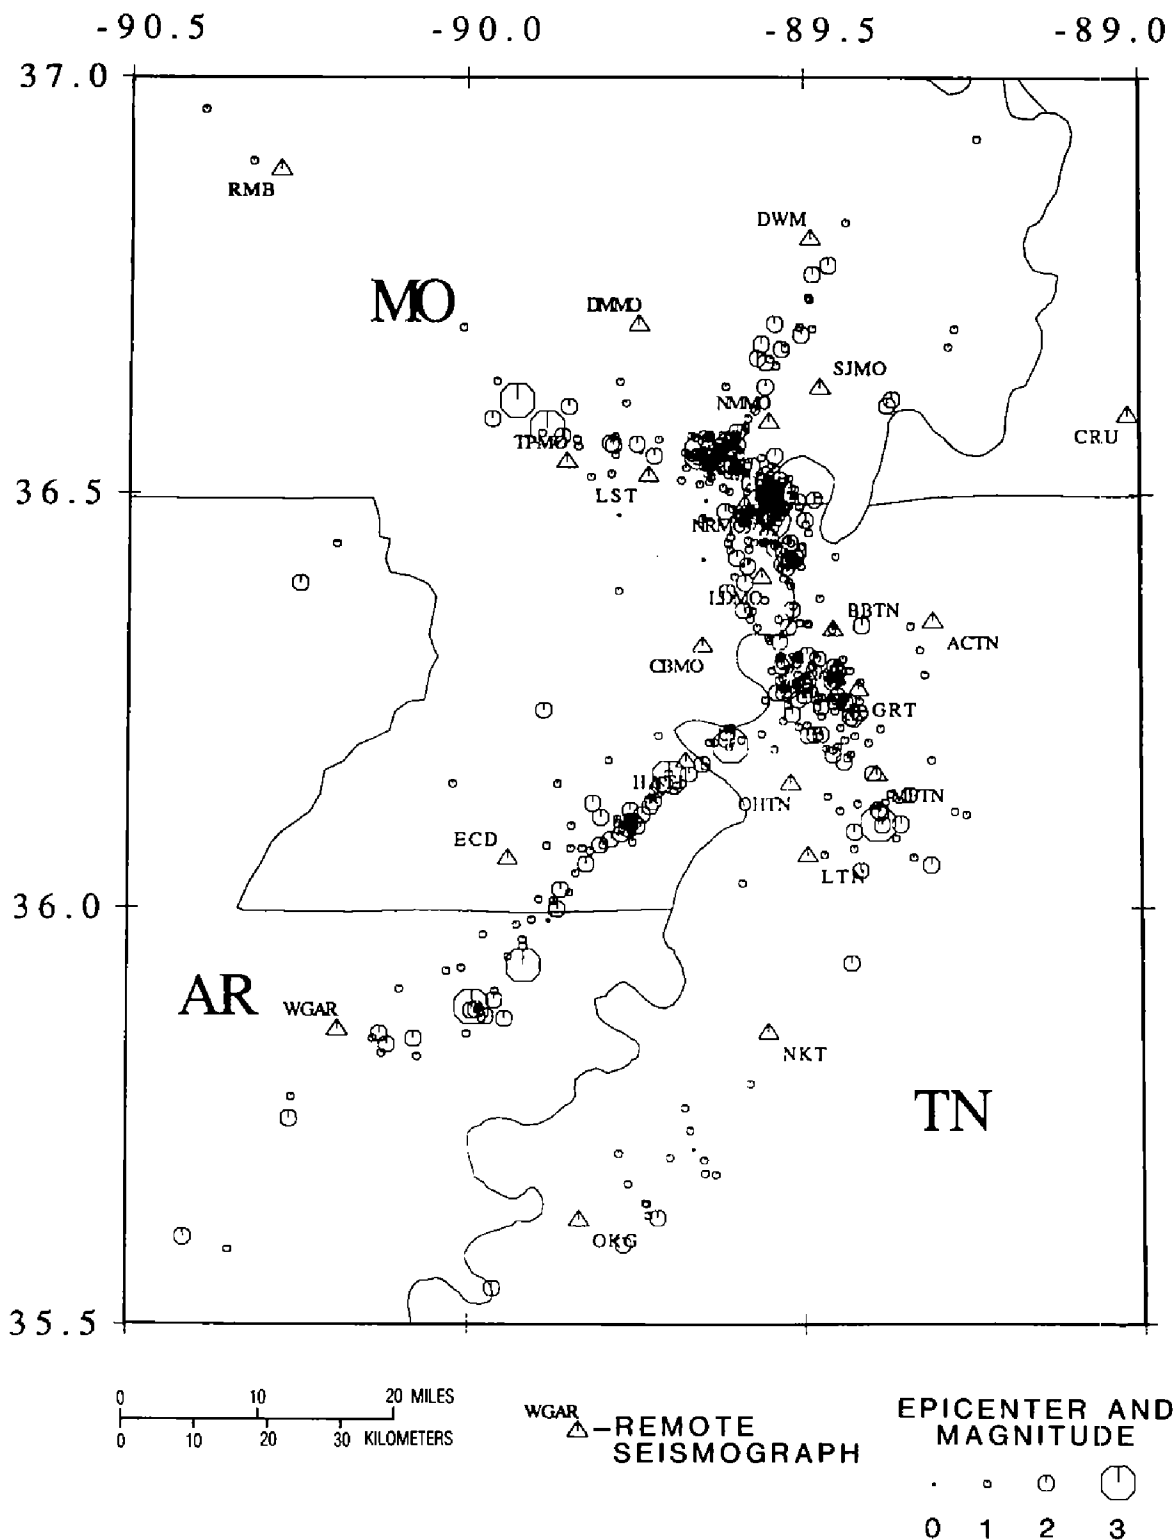 -90.5 -90.0 -89.5 -89.0
37.0
RMB
DWM
MO
DMMO
SJMO
NMMO
CRU
TPMO
LST
36.5
NRMO
LDMO
BBTN
ACTN
CBMO
GRT
OHTN
MTTN
ECD
LTN
36.0
AR
WGAR
NKT
TN
OKG
35.5
0 10 20 MILES
0 10 20 30 KILOMETERS
WGAR
–REMOTE
SEISMOGRAPH
EPICENTER AND
MAGNITUDE
0 1 2 3